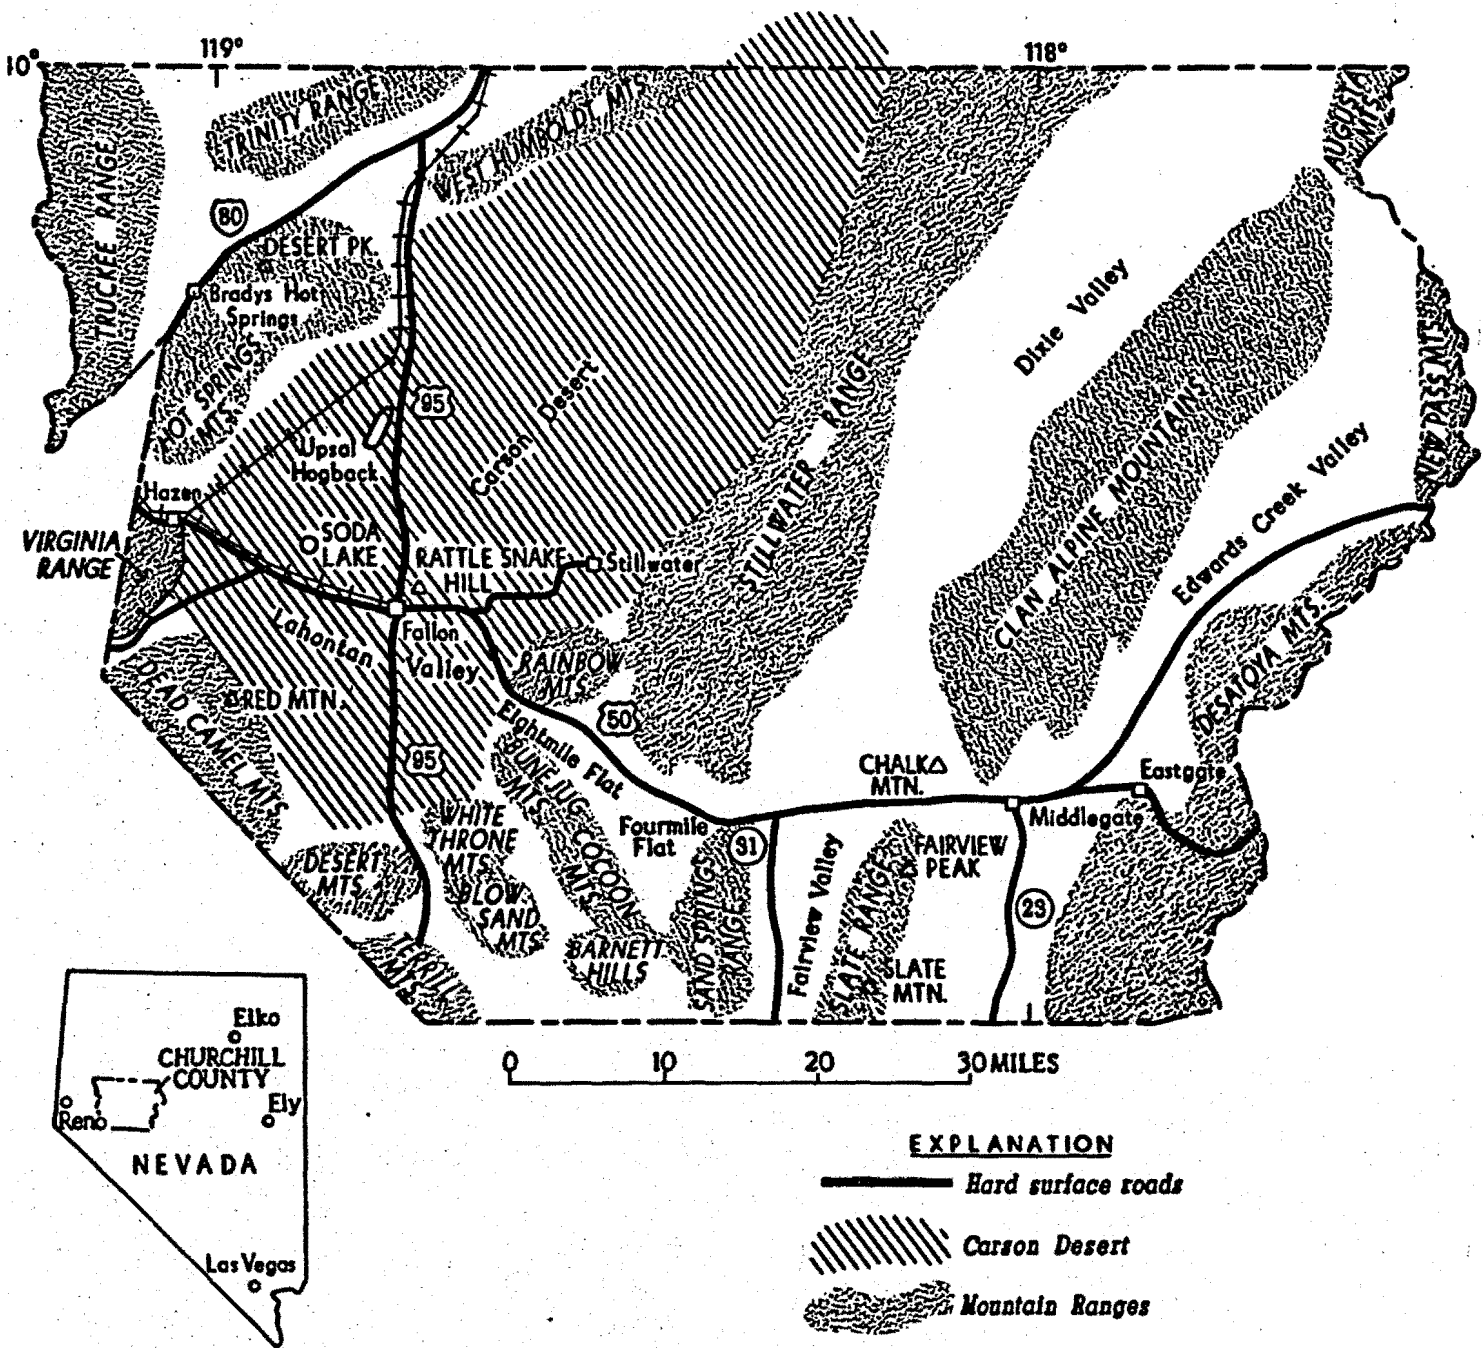 119°
118°
TRINITY RANGE
WEST HUMBOLDT MTS
AUGUSTA
MTS.
TRUCKEE RANGE
80
DESERT PK.
Bradys Hot
Springs
HOT SPRINGS
MTS
95
Upsal
Hogback
Carson Desert
Dixie Valley
STILLWATER RANGE
CLAN ALPINE MOUNTAINS
NEW PASS MTS.
Edwards Creek Valley
Hazen
VIRGINIA
RANGE
SODA
LAKE
RATTLE SNAKE
HILL
Stillwater
Fallon
Lahontan Valley
RAINBOW
MTS.
DESATOYA MTS.
DEAD CAMEL MTS.
RED MTN.
50
Eightmile Flat
95
BUNEJUG
MTS
CHALK
MTN.
Eastgate
Middlegate
WHITE
THRONE
MTS
COCOON
MTS
Fourmile
Flat
31
FAIRVIEW
PEAK
DESERT
MTS.
BLOW
SAND
MTS
SAND SPRINGS
RANGE
Fairview Valley
SLATE RANGE
23
TERRILL
MTS
BARNETT
HILLS
SLATE
MTN.
0 10 20 30 MILES
Elko
CHURCHILL
COUNTY
Reno
Ely
NEVADA
Las Vegas
EXPLANATION
Hard surface roads
Carson Desert
Mountain Ranges